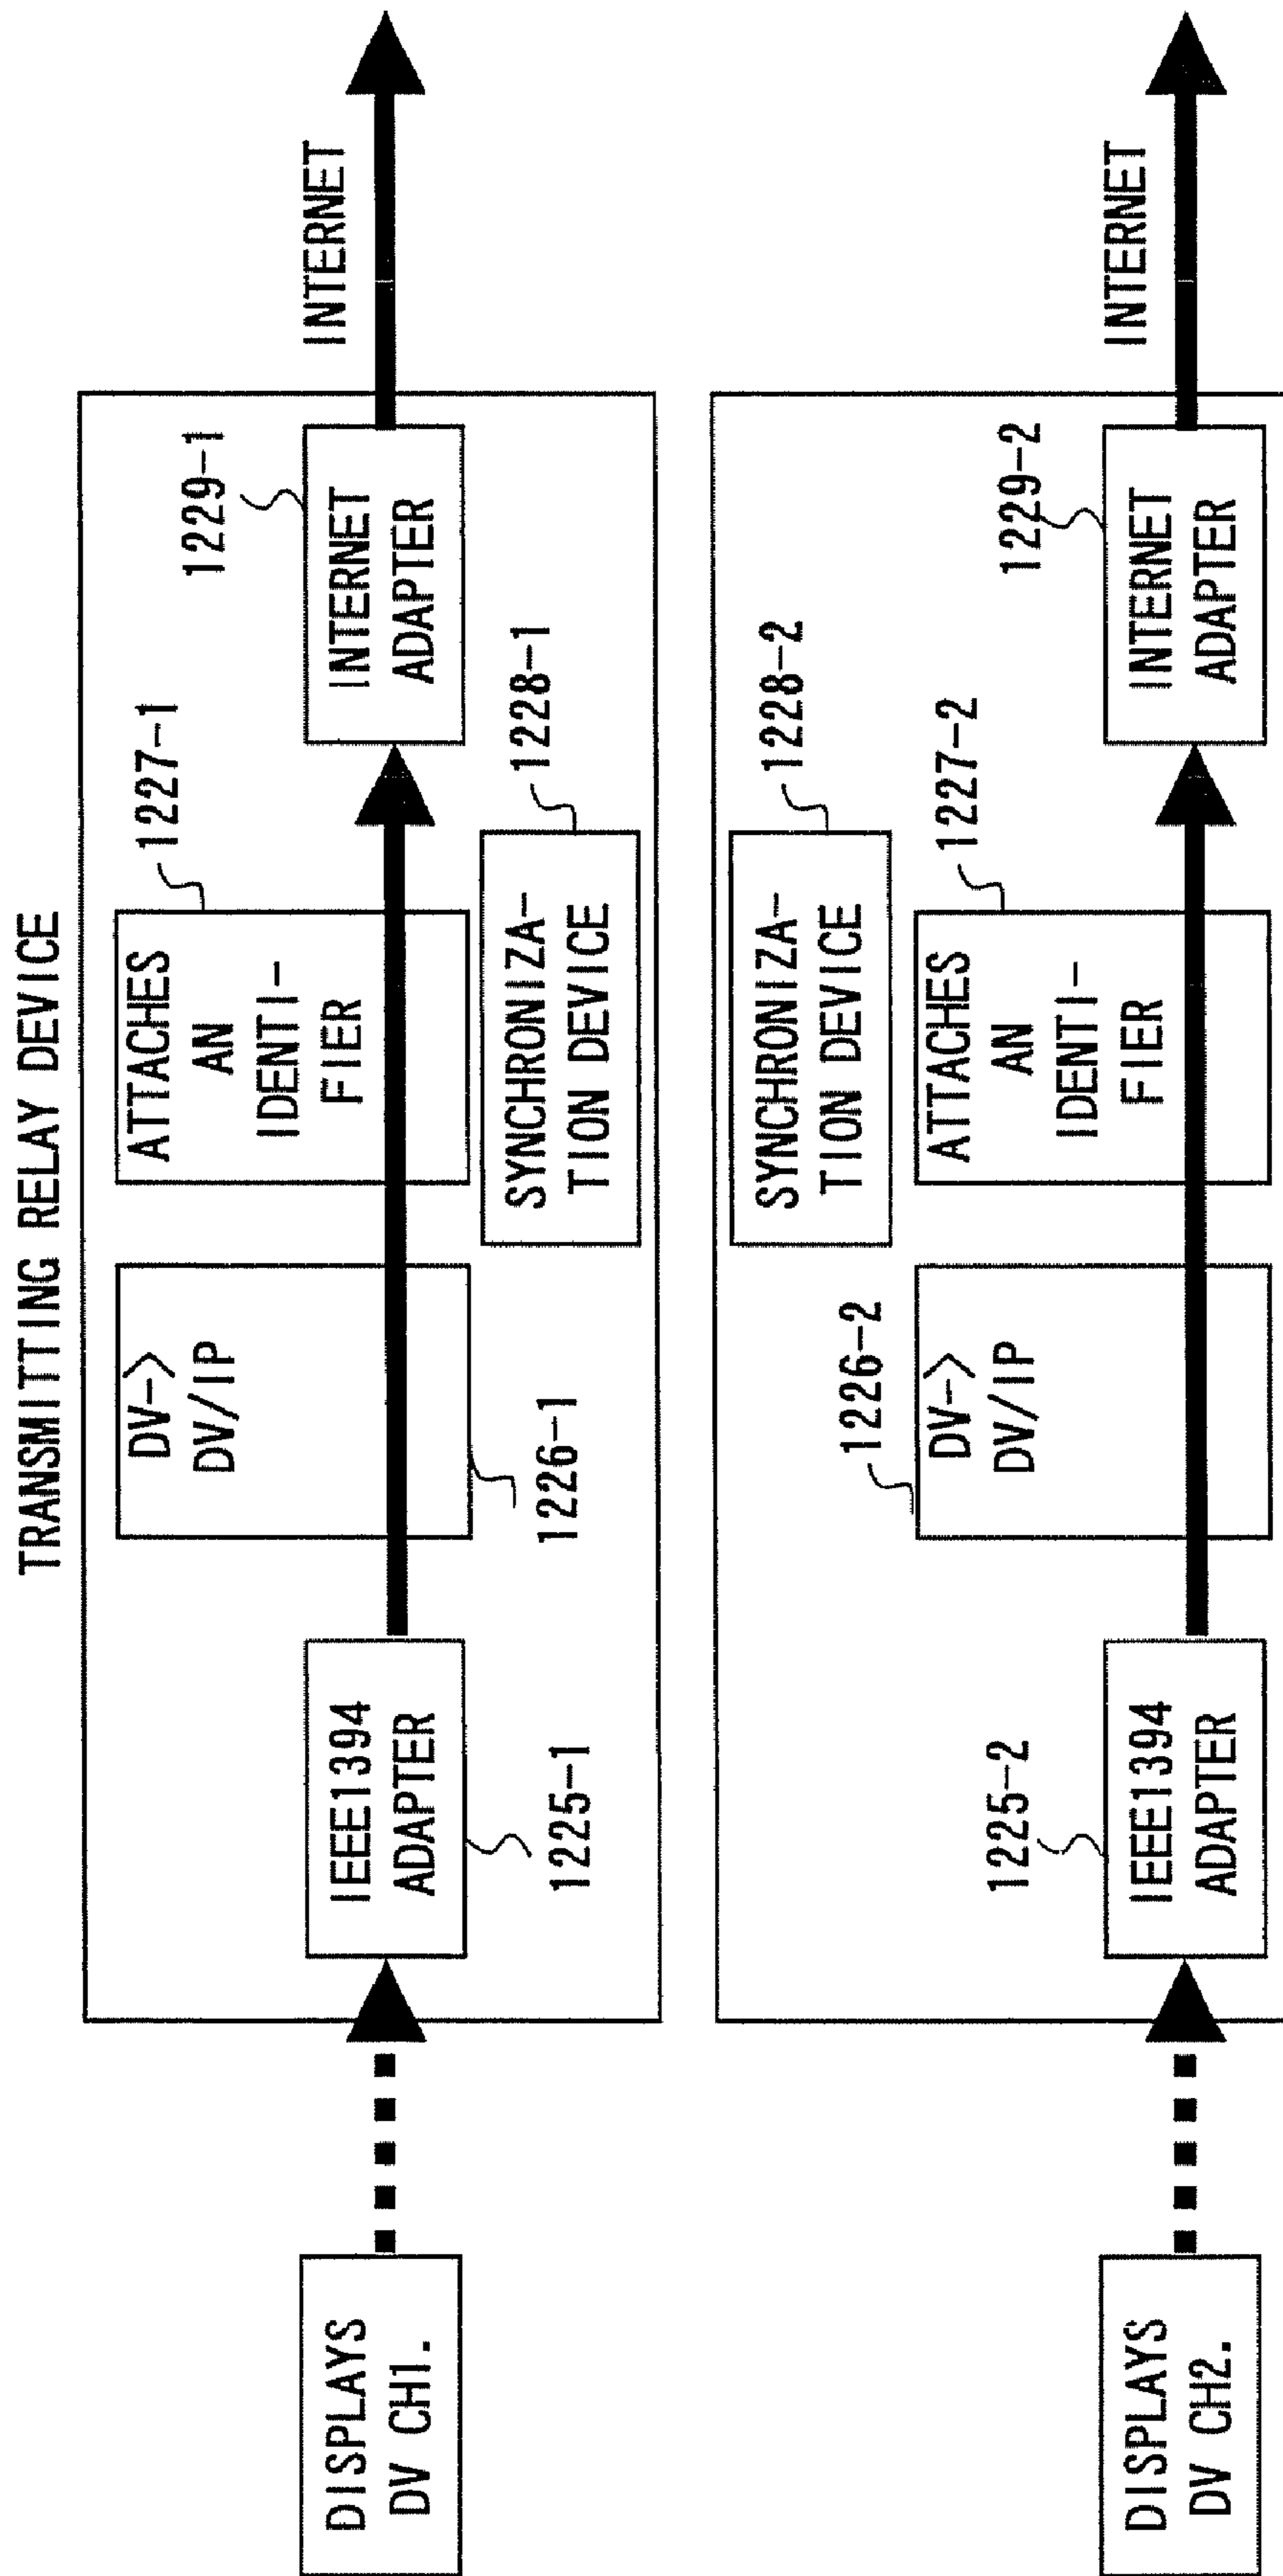 TRANSMITTING RELAY DEVICE
DISPLAYS
DV CH1.
IEEE1394
ADAPTER
1225-1
DV->
DV/IP
1226-1
ATTACHES
AN
IDENTI-
FIER
1227-1
SYNCHRONIZA-
TION DEVICE
1228-1
INTERNET
ADAPTER
1229-1
INTERNET
DISPLAYS
DV CH2.
IEEE1394
ADAPTER
1225-2
DV->
DV/IP
1226-2
SYNCHRONIZA-
TION DEVICE
1228-2
ATTACHES
AN
IDENTI-
FIER
1227-2
INTERNET
ADAPTER
1229-2
INTERNET